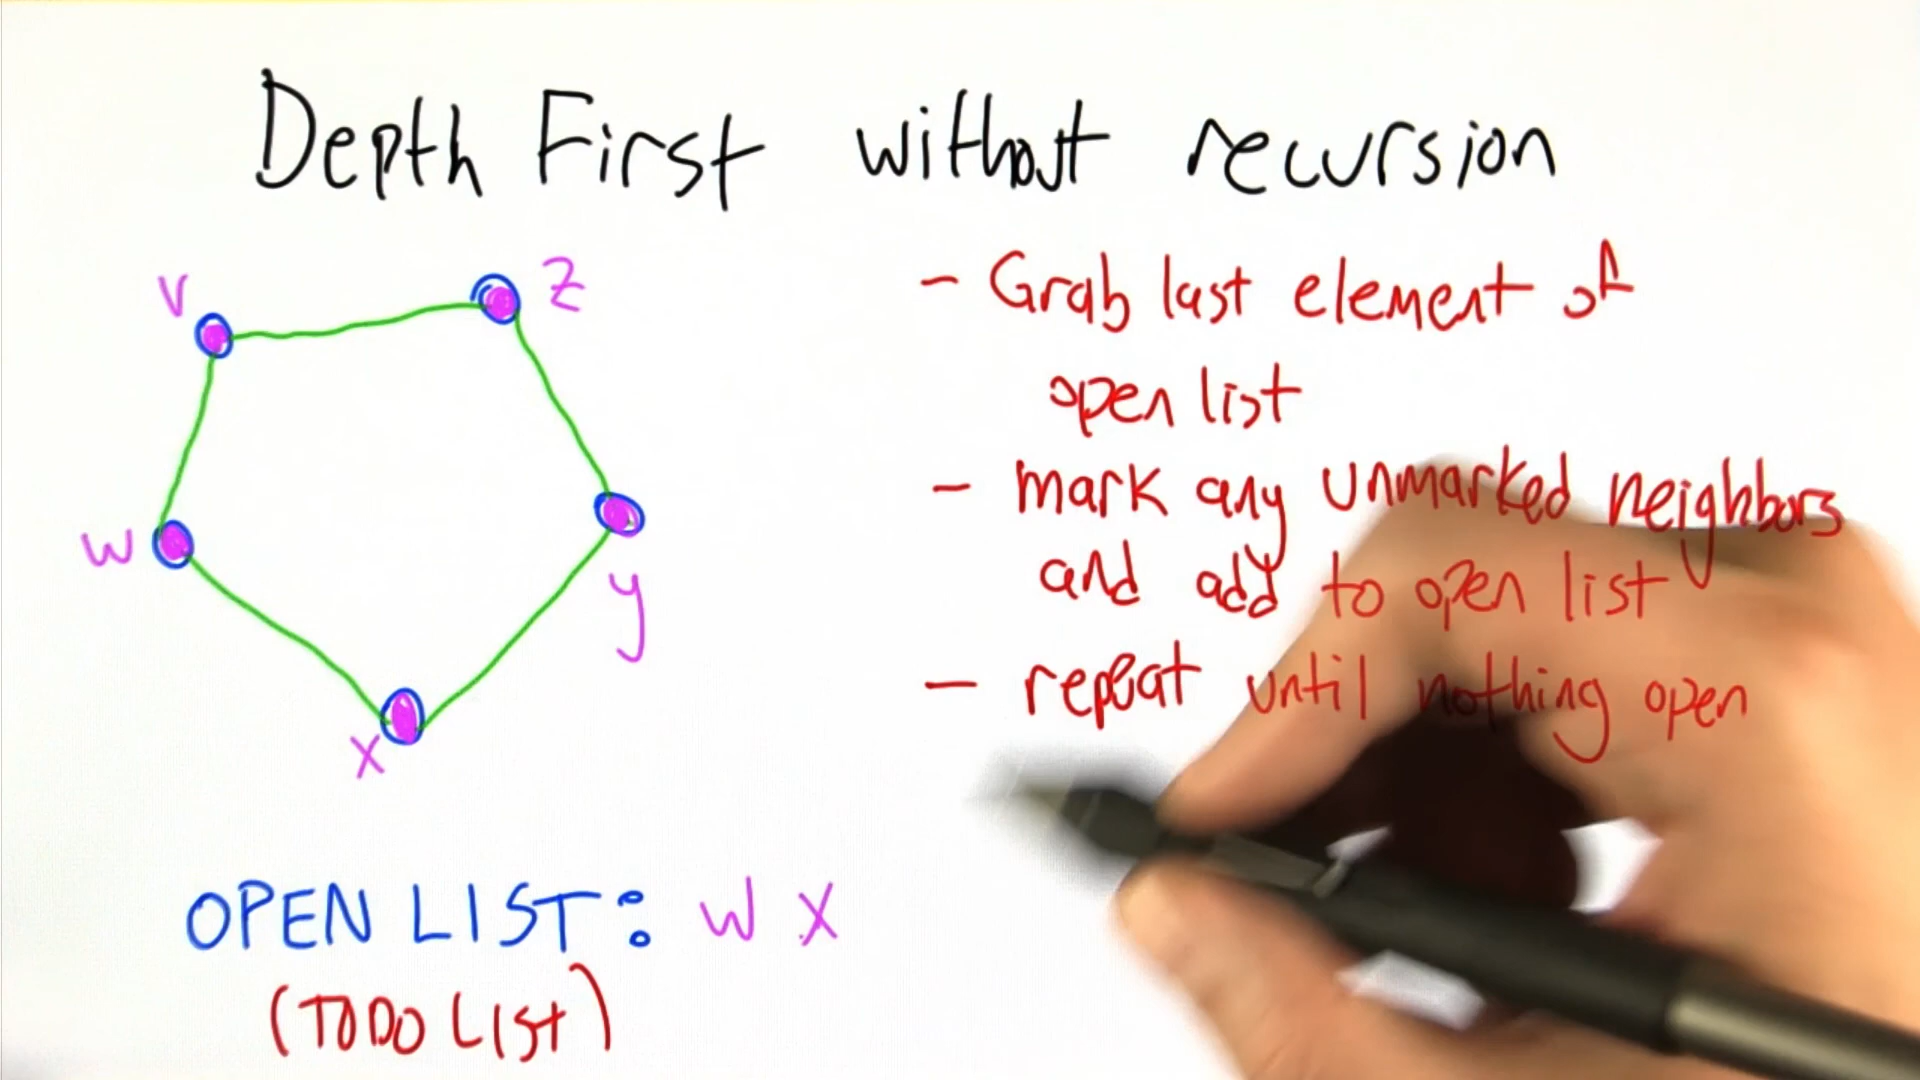 Depth First without recursion
v
z
- Grab last element of
open list
- mark any unmarked neighbors
w
and add to open list
y
- repeat until nothing open
x
OPEN LIST: w x
(TODO LIST)